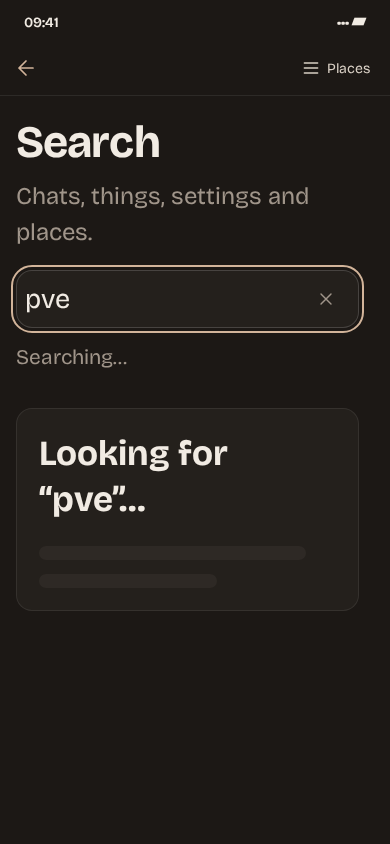 09:41
Places
Search
Chats, things, settings and
places.
pve
Searching...
Looking for
“pve”...